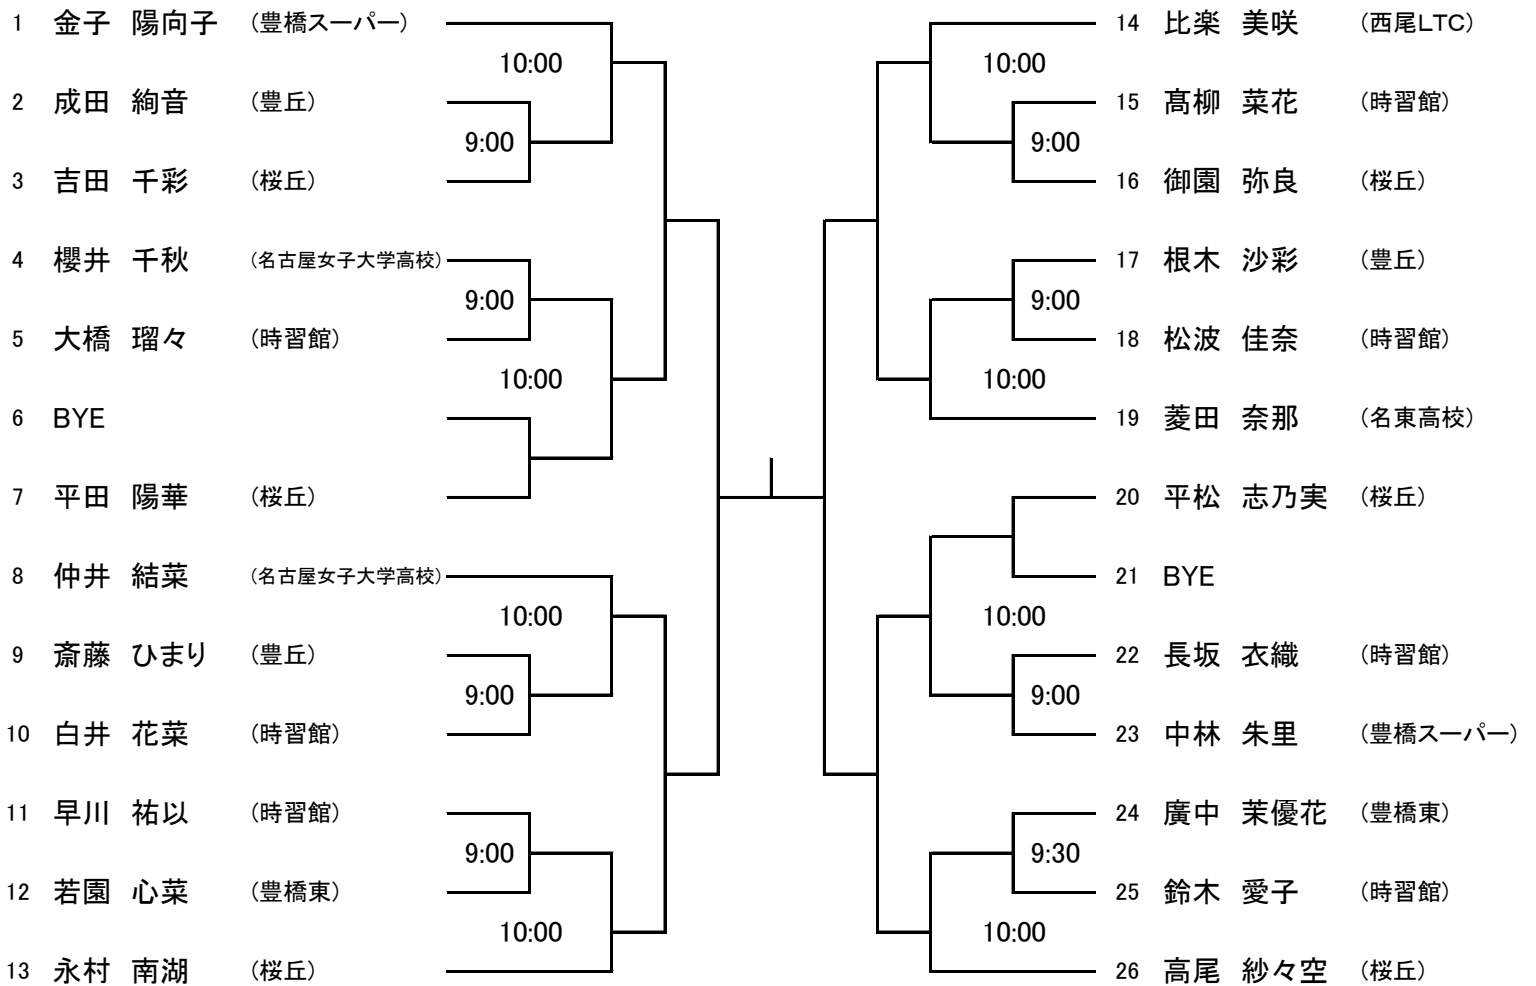 1 金子 陽向子 (豊橋スーパー)
10:00
2 成田 絢音 (豊丘)
9:00
3 吉田 千彩 (桜丘)
4 櫻井 千秋 (名古屋女子大学高校)
9:00
5 大橋 瑠々 (時習館)
10:00
6 BYE
7 平田 陽華 (桜丘)
8 仲井 結菜 (名古屋女子大学高校)
10:00
9 斎藤 ひまり (豊丘)
9:00
10 白井 花菜 (時習館)
11 早川 祐以 (時習館)
9:00
12 若園 心菜 (豊橋東)
10:00
13 永村 南湖 (桜丘)
14 比楽 美咲 (西尾LTC)
10:00
15 髙柳 菜花 (時習館)
9:00
16 御園 弥良 (桜丘)
17 根木 沙彩 (豊丘)
9:00
18 松波 佳奈 (時習館)
10:00
19 菱田 奈那 (名東高校)
20 平松 志乃実 (桜丘)
21 BYE
10:00
22 長坂 衣織 (時習館)
9:00
23 中林 朱里 (豊橋スーパー)
24 廣中 茉優花 (豊橋東)
9:30
25 鈴木 愛子 (時習館)
10:00
26 高尾 紗々空 (桜丘)